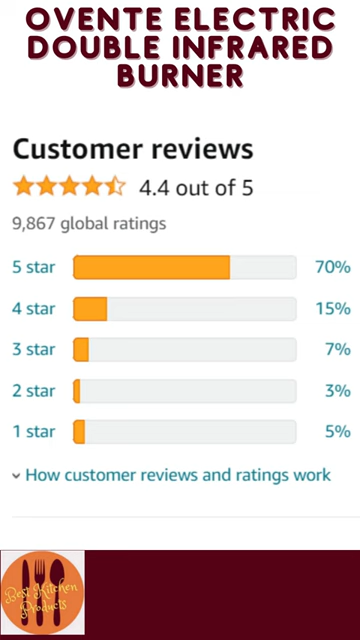 OVENTE ELECTRIC
DOUBLE INFRARED
BURNER
Customer reviews
4.4 out of 5
9,867 global ratings
5 star 70%
4 star 15%
3 star 7%
2 star 3%
1 star 5%
How customer reviews and ratings work
Best Kitchen
Products